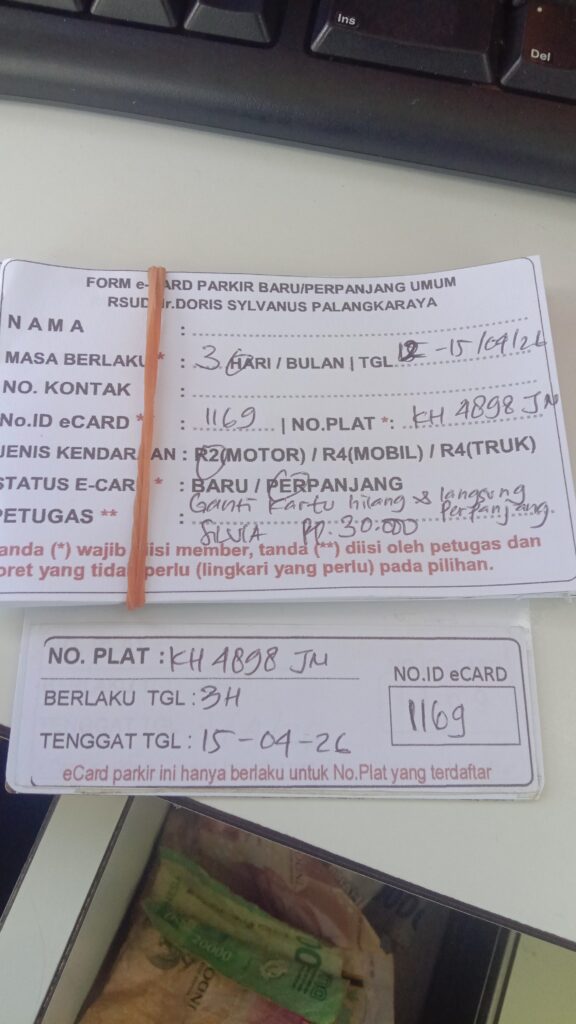 Ins
Del
FORM e-CARD PARKIR BARU/PERPANJANG UMUM
RSUD dr.DORIS SYLVANUS PALANGKARAYA
NAMA :
MASA BERLAKU * : 3 HARI / BULAN | TGL -15/04/26
NO. KONTAK :
No.ID eCARD * : 1169 | NO.PLAT *: KH 4898 JN
JENIS KENDARAAN : R2(MOTOR) / R4(MOBIL) / R4(TRUK)
STATUS E-CARD * : BARU / PERPANJANG
Ganti Kartu hilang & langsung Perpanjang.
PETUGAS ** : SILVIA RP. 30.000
anda (*) wajib diisi member, tanda (**) diisi oleh petugas dan
oret yang tidak perlu (lingkari yang perlu) pada pilihan.
NO. PLAT : KH 4898 JN
NO.ID eCARD
BERLAKU TGL : 3H
1169
TENGGAT TGL : 15-04-26
eCard parkir ini hanya berlaku untuk No.Plat yang terdaftar
20000